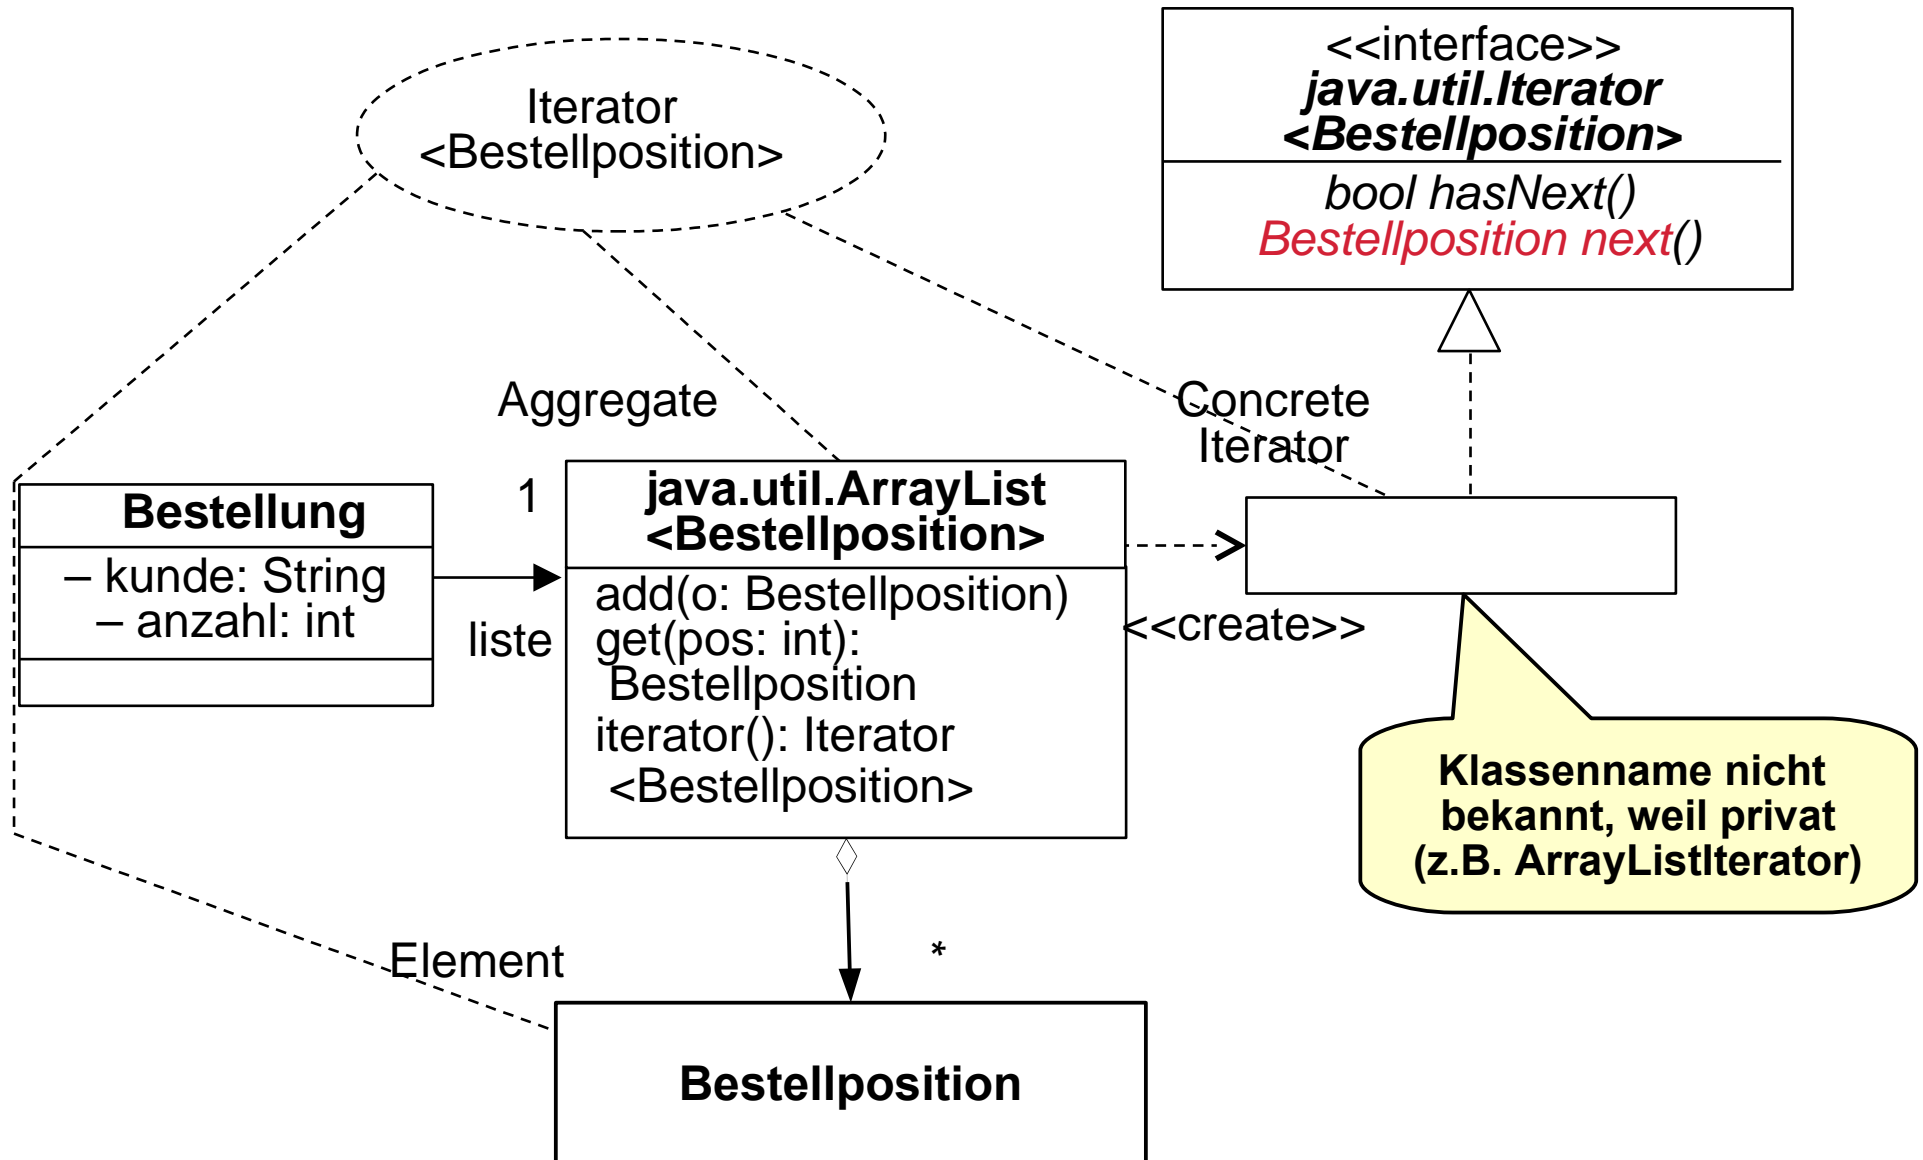 Iterator
<Bestellposition>
<<interface>>
java.util.Iterator
<Bestellposition>
bool hasNext()
Bestellposition next()
Aggregate
Concrete
Iterator
Bestellung
– kunde: String
– anzahl: int
1
liste
java.util.ArrayList
<Bestellposition>
add(o: Bestellposition)
get(pos: int):
Bestellposition
iterator(): Iterator
<Bestellposition>
<<create>>
Klassenname nicht
bekannt, weil privat
(z.B. ArrayListIterator)
Element
*
Bestellposition